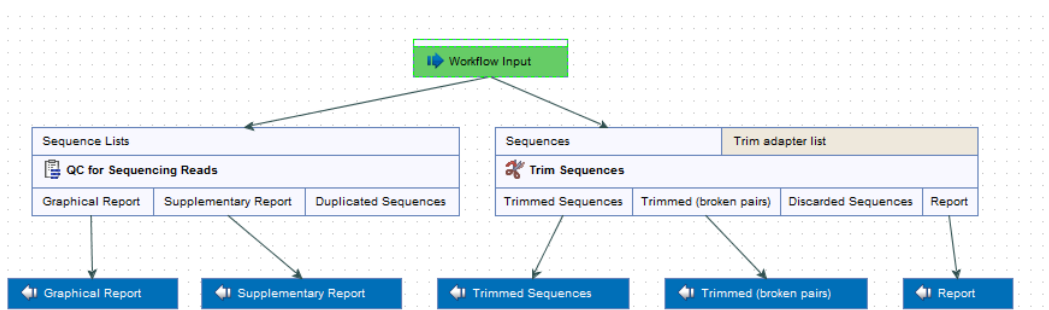 Workflow Input
Sequence Lists
QC for Sequencing Reads
Graphical Report Supplementary Report Duplicated Sequences
Sequences Trim adapter list
Trim Sequences
Trimmed Sequences Trimmed (broken pairs) Discarded Sequences Report
Graphical Report
Supplementary Report
Trimmed Sequences
Trimmed (broken pairs)
Report